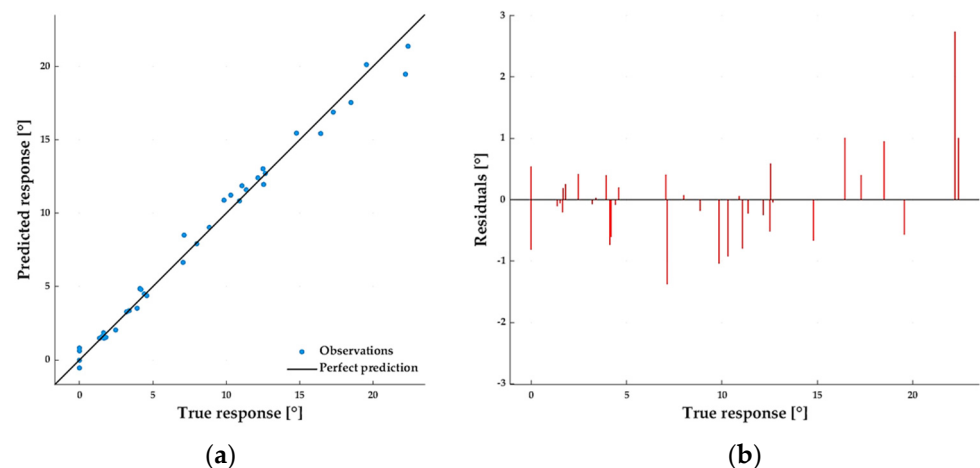 20
15
10
5
0
Predicted response [°]
Observations
Perfect prediction
0
5
10
15
20
True response [°]
(a)
3
2
1
0
-1
-2
-3
Residuals [°]
0
5
10
15
20
True response [°]
(b)